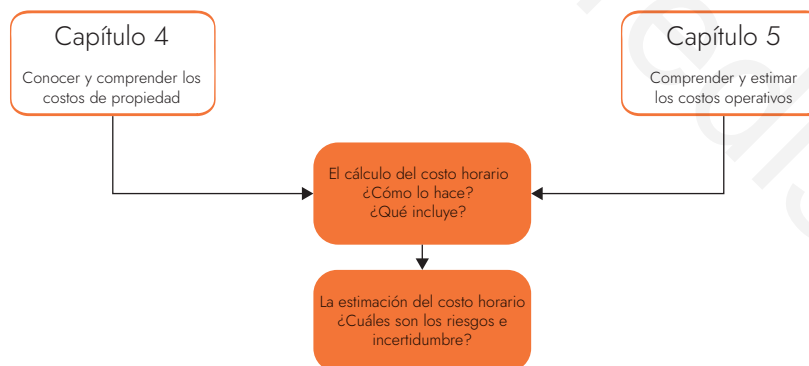 Capítulo 4
Conocer y comprender los
costos de propiedad
Capítulo 5
Comprender y estimar
los costos operativos
El cálculo del costo horario
¿Cómo lo hace?
¿Qué incluye?
La estimación del costo horario
¿Cuáles son los riesgos e
incertidumbre?